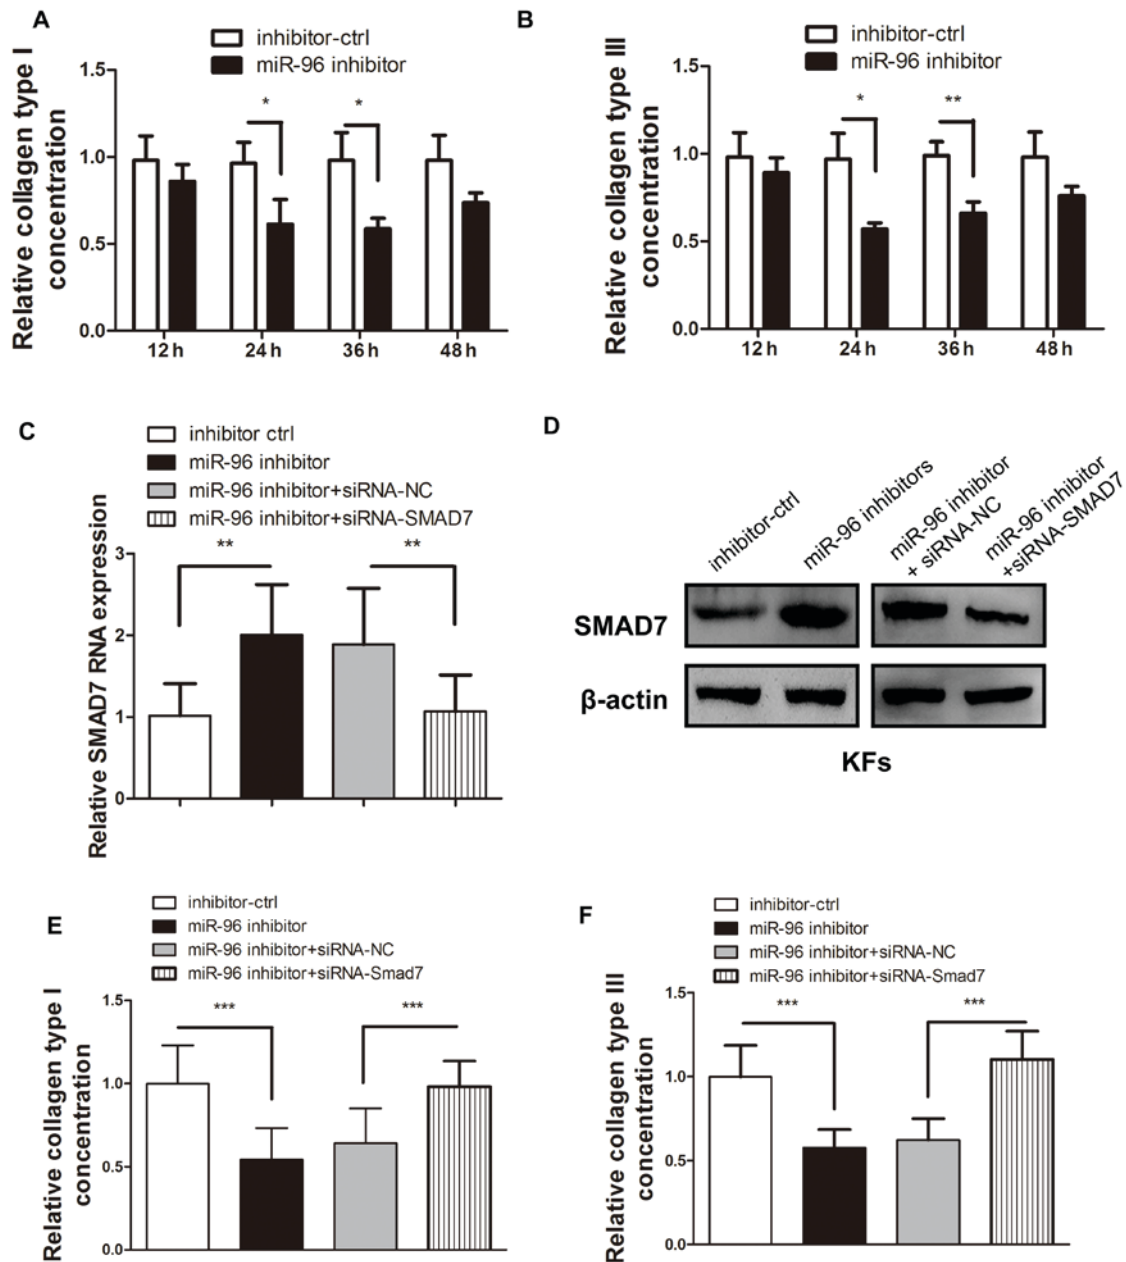 A
inhibitor-ctrl
miR-96 inhibitor
Relative collagen type I
concentration
1.5
1.0
0.5
0.0
*
*
12 h
24 h
36 h
48 h
B
inhibitor-ctrl
miR-96 inhibitor
Relative collagen type III
concentration
1.5
1.0
0.5
0.0
*
**
12 h
24 h
36 h
48 h
C
inhibitor ctrl
miR-96 inhibitor
miR-96 inhibitor+siRNA-NC
miR-96 inhibitor+siRNA-SMAD7
Relative SMAD7 RNA expression
3
2
1
0
**
**
D
inhibitor-ctrl
miR-96 inhibitors
miR-96 inhibitor
+ siRNA-NC
miR-96 inhibitor
+siRNA-SMAD7
SMAD7
β-actin
KFs
E
inhibitor-ctrl
miR-96 inhibitor
miR-96 inhibitor+siRNA-NC
miR-96 inhibitor+siRNA-Smad7
Relative collagen type I
concentration
1.5
1.0
0.5
0.0
***
***
F
inhibitor-ctrl
miR-96 inhibitor
miR-96 inhibitor+siRNA-NC
miR-96 inhibitor+siRNA-Smad7
Relative collagen type III
concentration
1.5
1.0
0.5
0.0
***
***